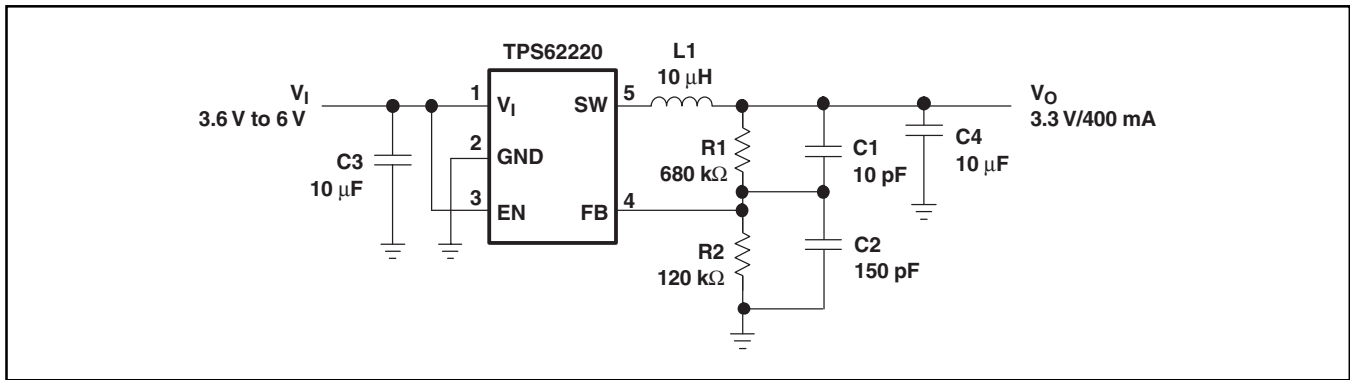 TPS62220
V_I
3.6 V to 6 V
C3
10 μF
1
V_I
2
GND
3
EN
SW
5
FB
4
L1
10 μH
R1
680 kΩ
R2
120 kΩ
C1
10 pF
C2
150 pF
C4
10 μF
V_O
3.3 V/400 mA